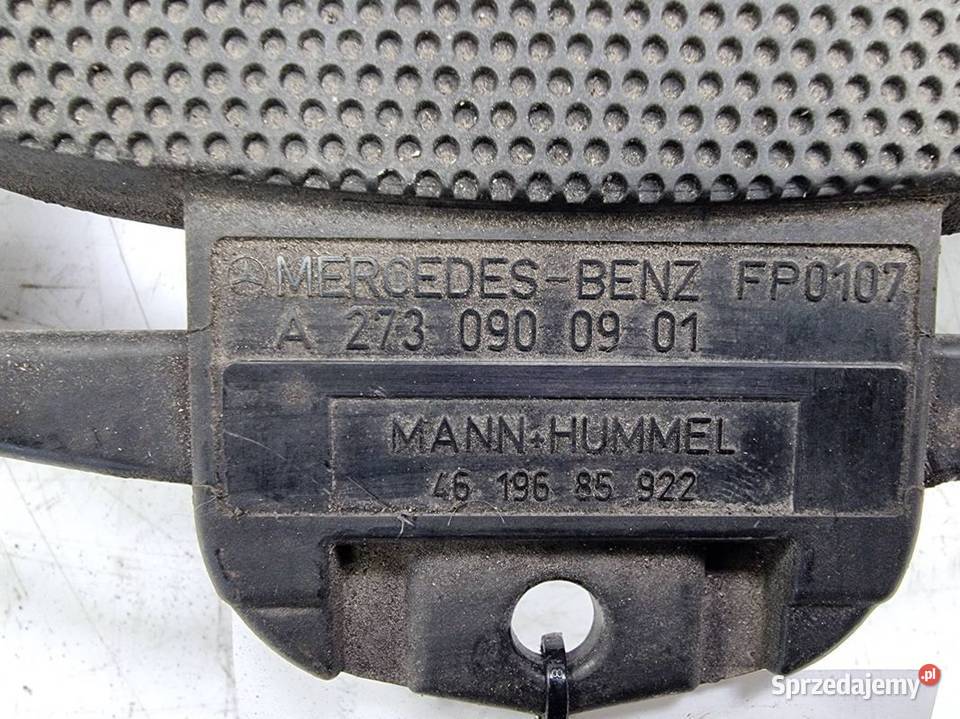 MERCEDES-BENZ FP0107
A 273 090 09 01
MANN+HUMMEL
46 196 85 922
Sprzedajemy.pl